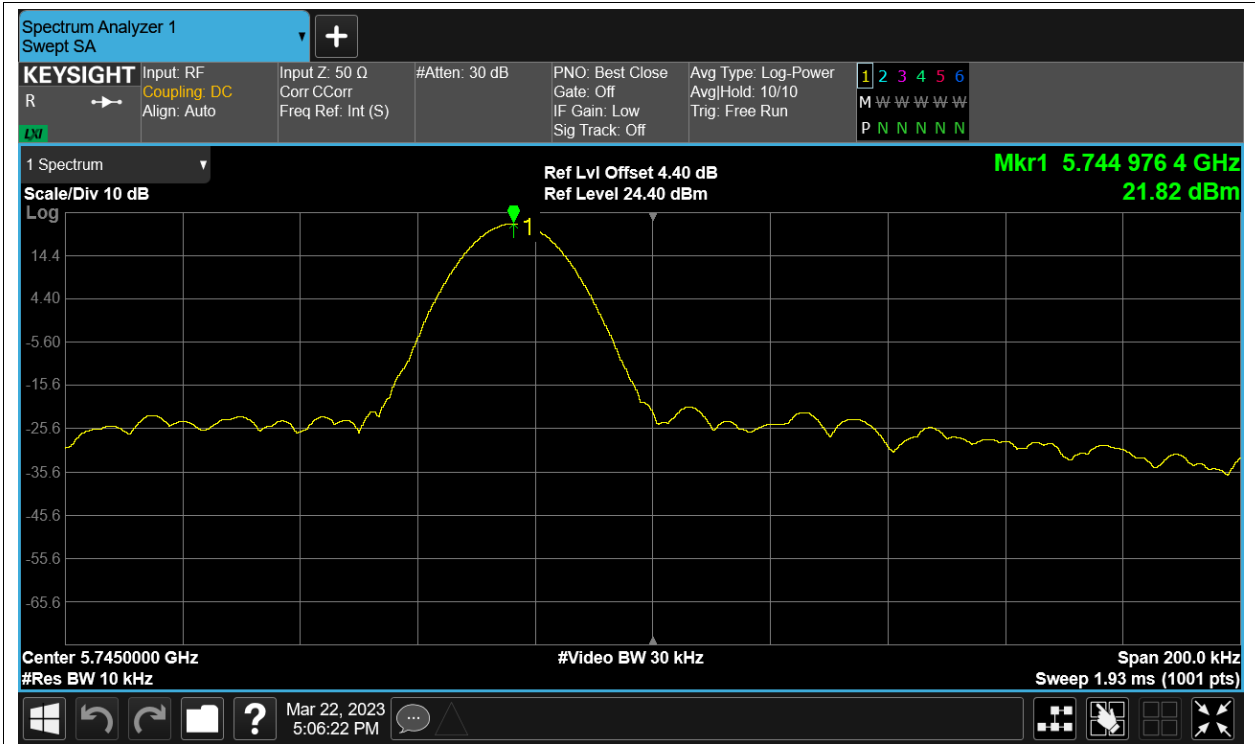 Spectrum Analyzer 1
Swept SA
KEYSIGHT
R
LXI
Input: RF
Coupling: DC
Align: Auto
Input Z: 50 Ω
Corr CCorr
Freq Ref: Int (S)
#Atten: 30 dB
PNO: Best Close
Gate: Off
IF Gain: Low
Sig Track: Off
Avg Type: Log-Power
Avg|Hold: 10/10
Trig: Free Run
1 2 3 4 5 6
M W W W W W
P N N N N N
1 Spectrum
Scale/Div 10 dB
Log
Ref Lvl Offset 4.40 dB
Ref Level 24.40 dBm
Mkr1 5.744 976 4 GHz
21.82 dBm
1
14.4
4.40
-5.60
-15.6
-25.6
-35.6
-45.6
-55.6
-65.6
Center 5.7450000 GHz
#Res BW 10 kHz
#Video BW 30 kHz
Span 200.0 kHz
Sweep 1.93 ms (1001 pts)
?
Mar 22, 2023
5:06:22 PM